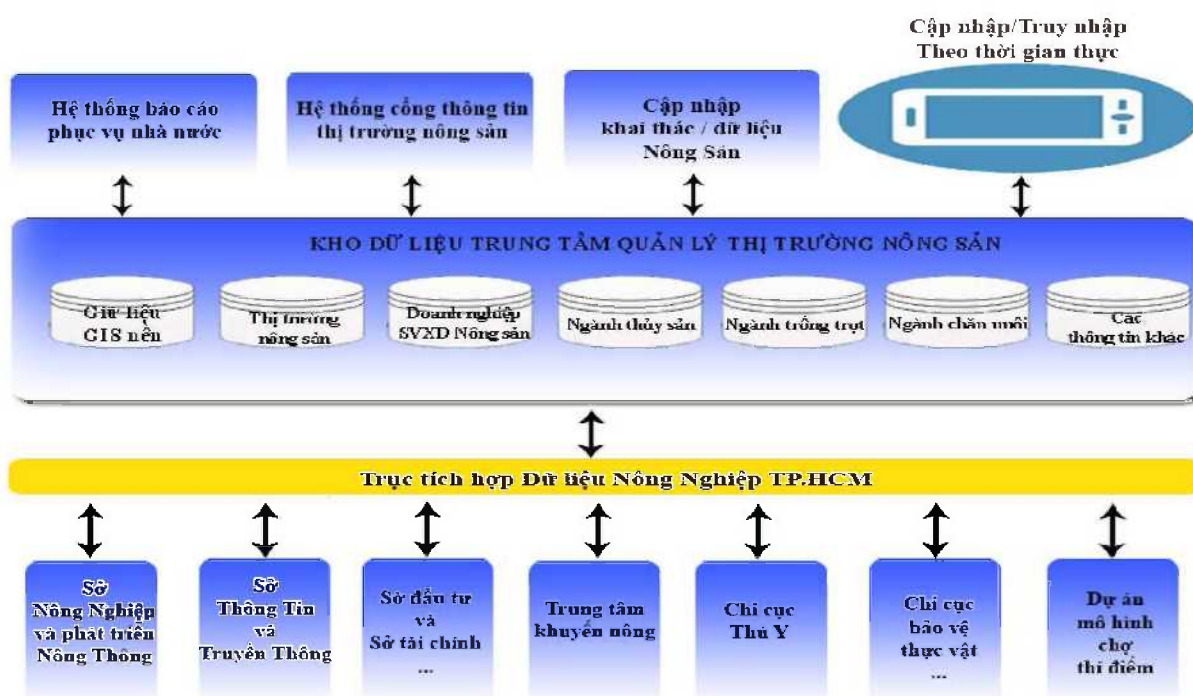 Cập nhập/Truy nhập
Theo thời gian thực
Hệ thống báo cáo
phục vụ nhà nước
Hệ thống cổng thông tin
thị trường nông sản
Cập nhập
khai thác / dữ liệu
Nông Sản
KHO DỮ LIỆU TRUNG TÂM QUẢN LÝ THỊ TRƯỜNG NÔNG SẢN
Giữ liệu
GIS nền
Thị trường
nông sản
Doanh nghiệp
SVXD Nông sản
Ngành thủy sản
Ngành trồng trọt
Ngành chăn nuôi
Các
thông tin khác
Trục tích hợp Dữ liệu Nông Nghiệp TP.HCM
Sở
Nông Nghiệp
và phát triển
Nông Thông
Sở
Thông Tin
và
Truyền Thông
Sở đầu tư
và
Sở tài chính
...
Trung tâm
khuyến nông
Chi cục
Thú Y
Chi cục
bảo vệ
thực vật
...
Dự án
mô hình
chợ
thí điểm